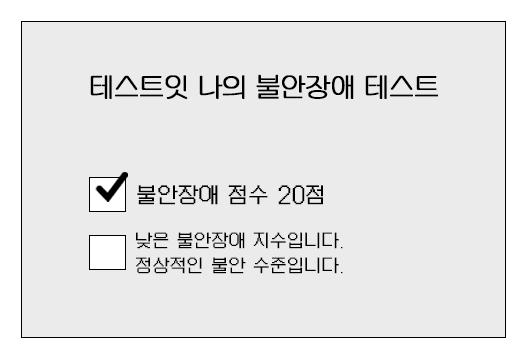 테스트잇 나의 불안장애 테스트
불안장애 점수 20점
낮은 불안장애 지수입니다.
정상적인 불안 수준입니다.